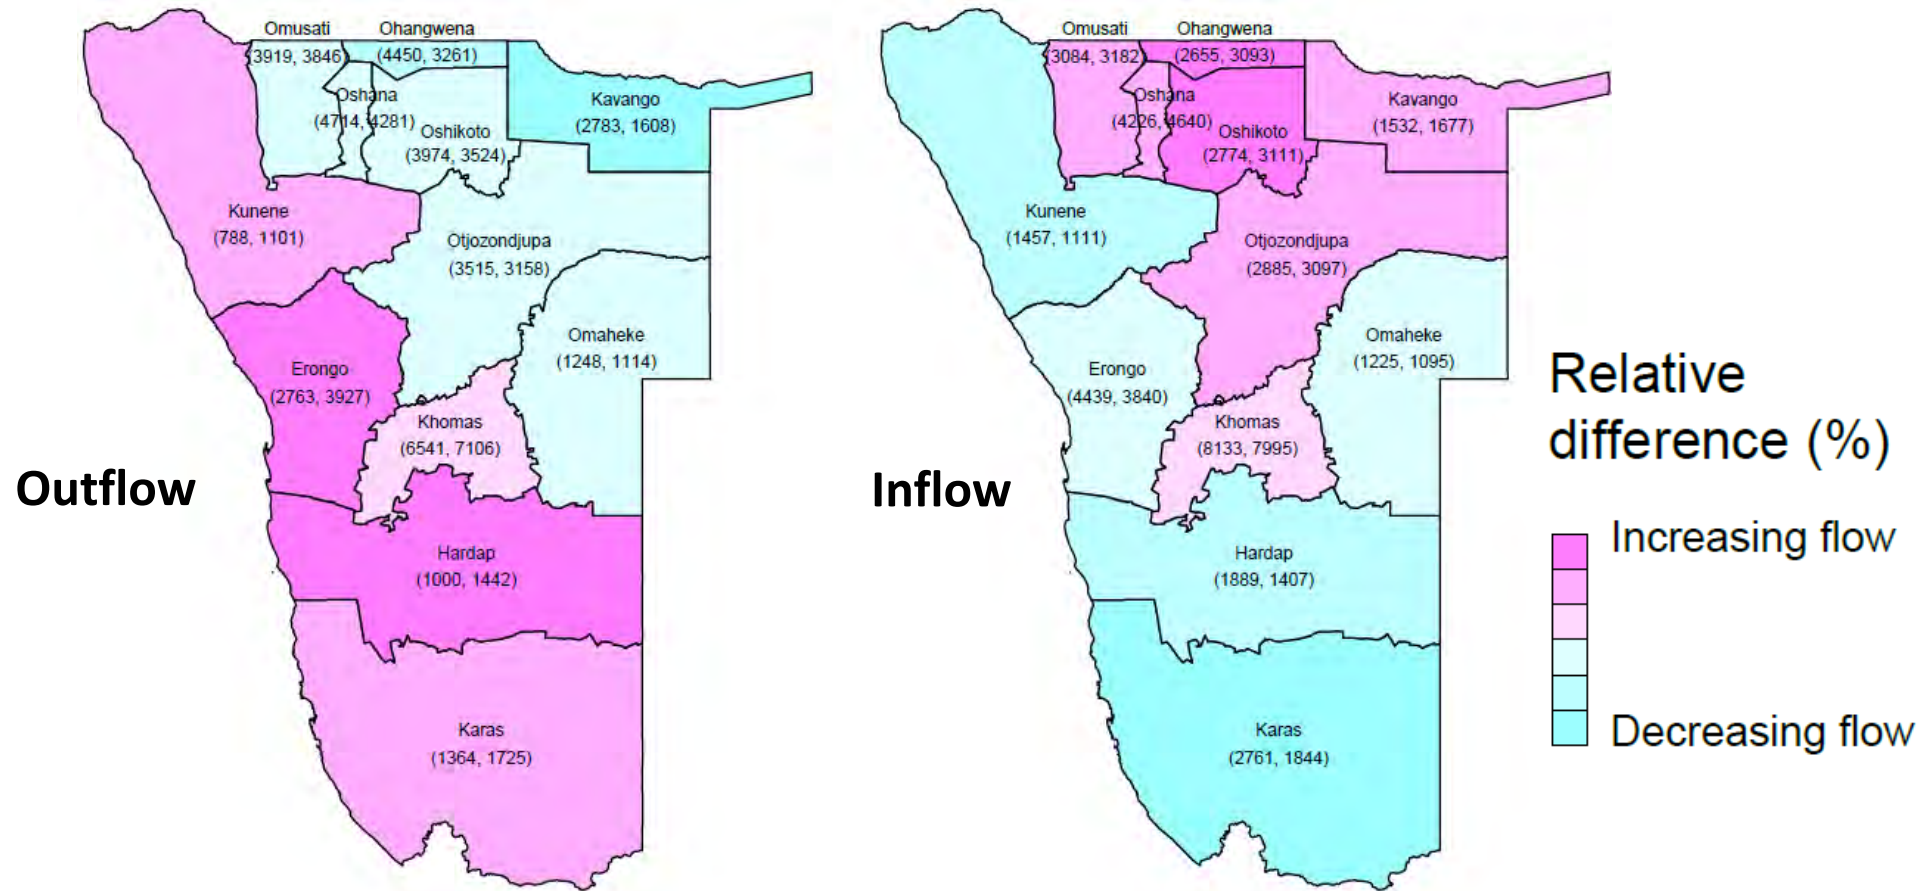 Omusati
(3919, 3846)
Ohangwena
(4450, 3261)
Oshana
(4714, 4281)
Oshikoto
(3974, 3524)
Kavango
(2783, 1608)
Kunene
(788, 1101)
Otjozondjupa
(3515, 3158)
Omaheke
(1248, 1114)
Erongo
(2763, 3927)
Khomas
(6541, 7106)
Outflow
Hardap
(1000, 1442)
Karas
(1364, 1725)
Omusati
(3084, 3182)
Ohangwena
(2655, 3093)
Oshana
(4226, 4640)
Oshikoto
(2774, 3111)
Kavango
(1532, 1677)
Kunene
(1457, 1111)
Otjozondjupa
(2885, 3097)
Omaheke
(1225, 1095)
Erongo
(4439, 3840)
Khomas
(8133, 7995)
Inflow
Hardap
(1889, 1407)
Karas
(2761, 1844)
Relative
difference (%)
Increasing flow
Decreasing flow